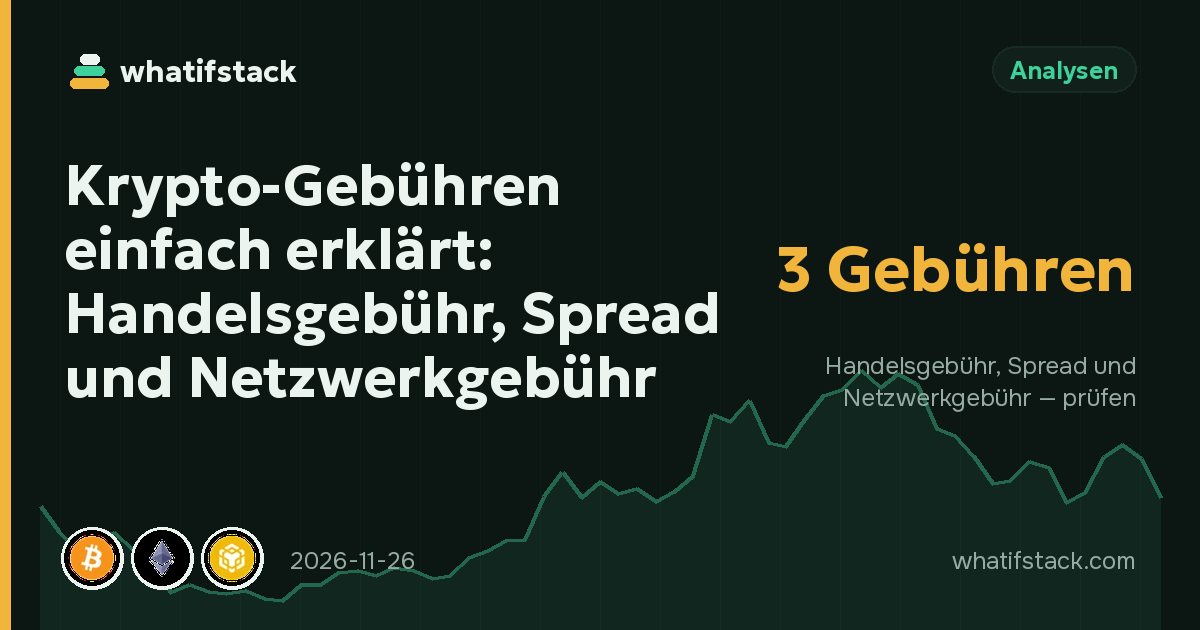 whatifstack
Analysen
Krypto-Gebühren
einfach erklärt:
Handelsgebühr, Spread
und Netzwerkgebühr
3 Gebühren
Handelsgebühr, Spread und
Netzwerkgebühr — prüfen
2026-11-26
whatifstack.com